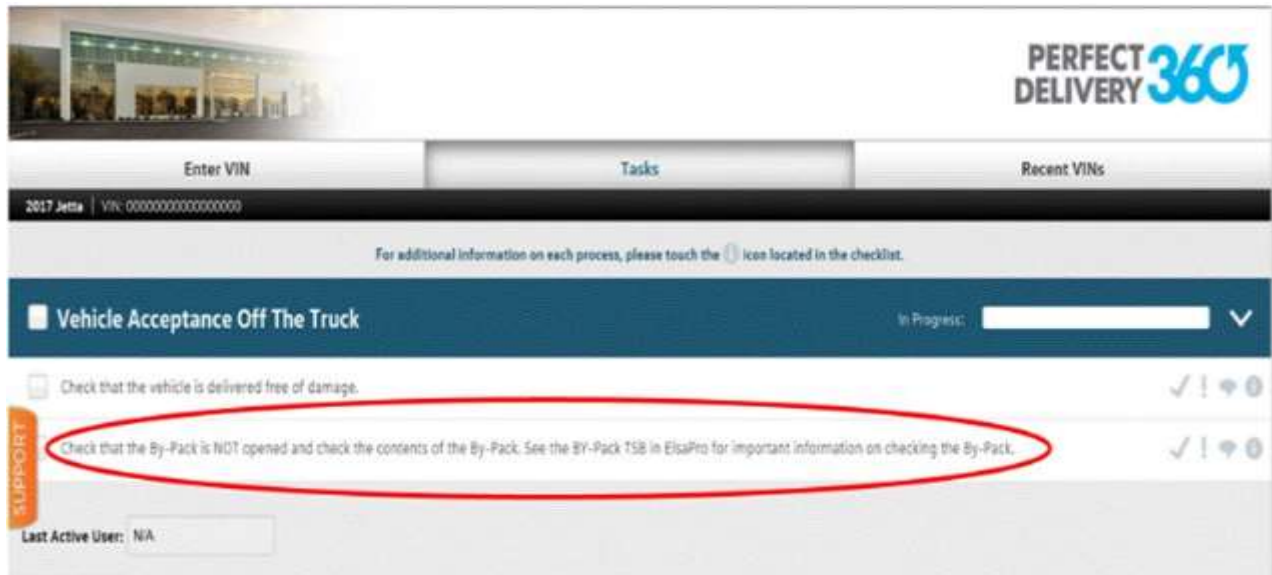 PERFECT
DELIVERY 360
Enter VIN
Tasks
Recent VINs
2017 Jetta | VIN: 00000000000000000
For additional information on each process, please touch the icon located in the checklist.
Vehicle Acceptance Off The Truck
In Progress:
Check that the vehicle is delivered free of damage.
Check that the By-Pack is NOT opened and check the contents of the By-Pack. See the BY-Pack TSB in ElsaPro for important information on checking the By-Pack.
SUPPORT
Last Active User: N/A